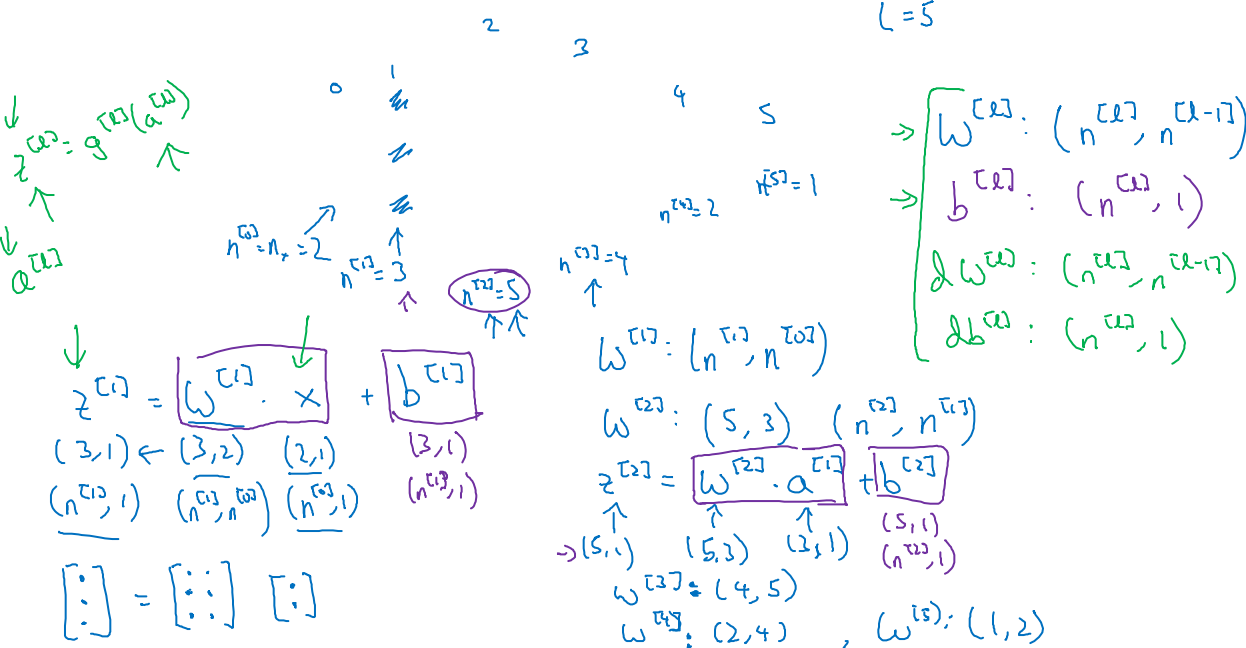 L = 5
2
3
0
1
4
5
z^[l] = g^[l](a^[l])
a^[l]
n^[0] = n_x = 2
n^[1] = 3
n^[2] = 5
n^[3] = 4
n^[4] = 2
n^[5] = 1
W^[l] : (n^[l], n^[l-1])
b^[l] : (n^[l], 1)
dW^[l] : (n^[l], n^[l-1])
db^[l] : (n^[l], 1)
z^[1] = W^[1] · x + b^[1]
(3,1) ← (3,2) (2,1) (3,1)
(n^[1], 1) (n^[1], n^[0]) (n^[0], 1) (n^[1], 1)
[⋮] = [⋮ ⋮] [:]
W^[1] : (n^[1], n^[0])
W^[2] : (5,3) (n^[2], n^[1])
z^[2] = W^[2] · a^[1] + b^[2]
→ (5,1) (5,3) (3,1) (5,1)
(n^[2], 1)
W^[3] : (4,5)
W^[4] : (2,4) , W^[5] : (1,2)